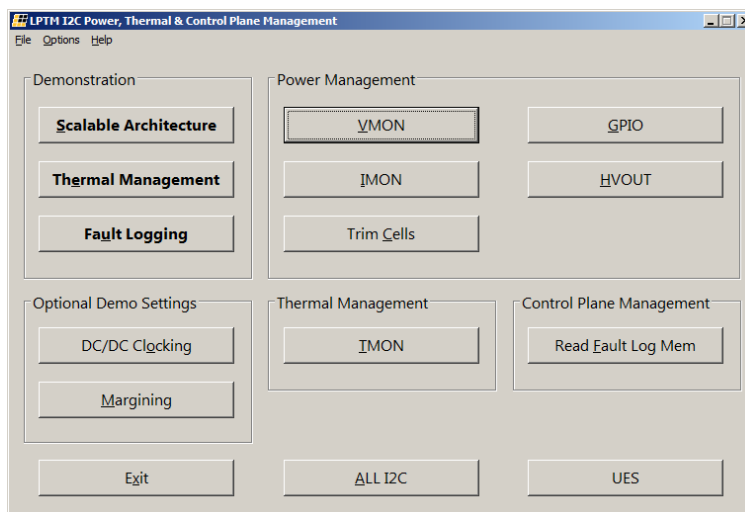 LPTM I2C Power, Thermal & Control Plane Management
File Options Help
Demonstration
Scalable Architecture
Thermal Management
Fault Logging
Power Management
VMON
GPIO
IMON
HVOUT
Trim Cells
Optional Demo Settings
DC/DC Clocking
Margining
Thermal Management
TMON
Control Plane Management
Read Fault Log Mem
Exit
ALL I2C
UES